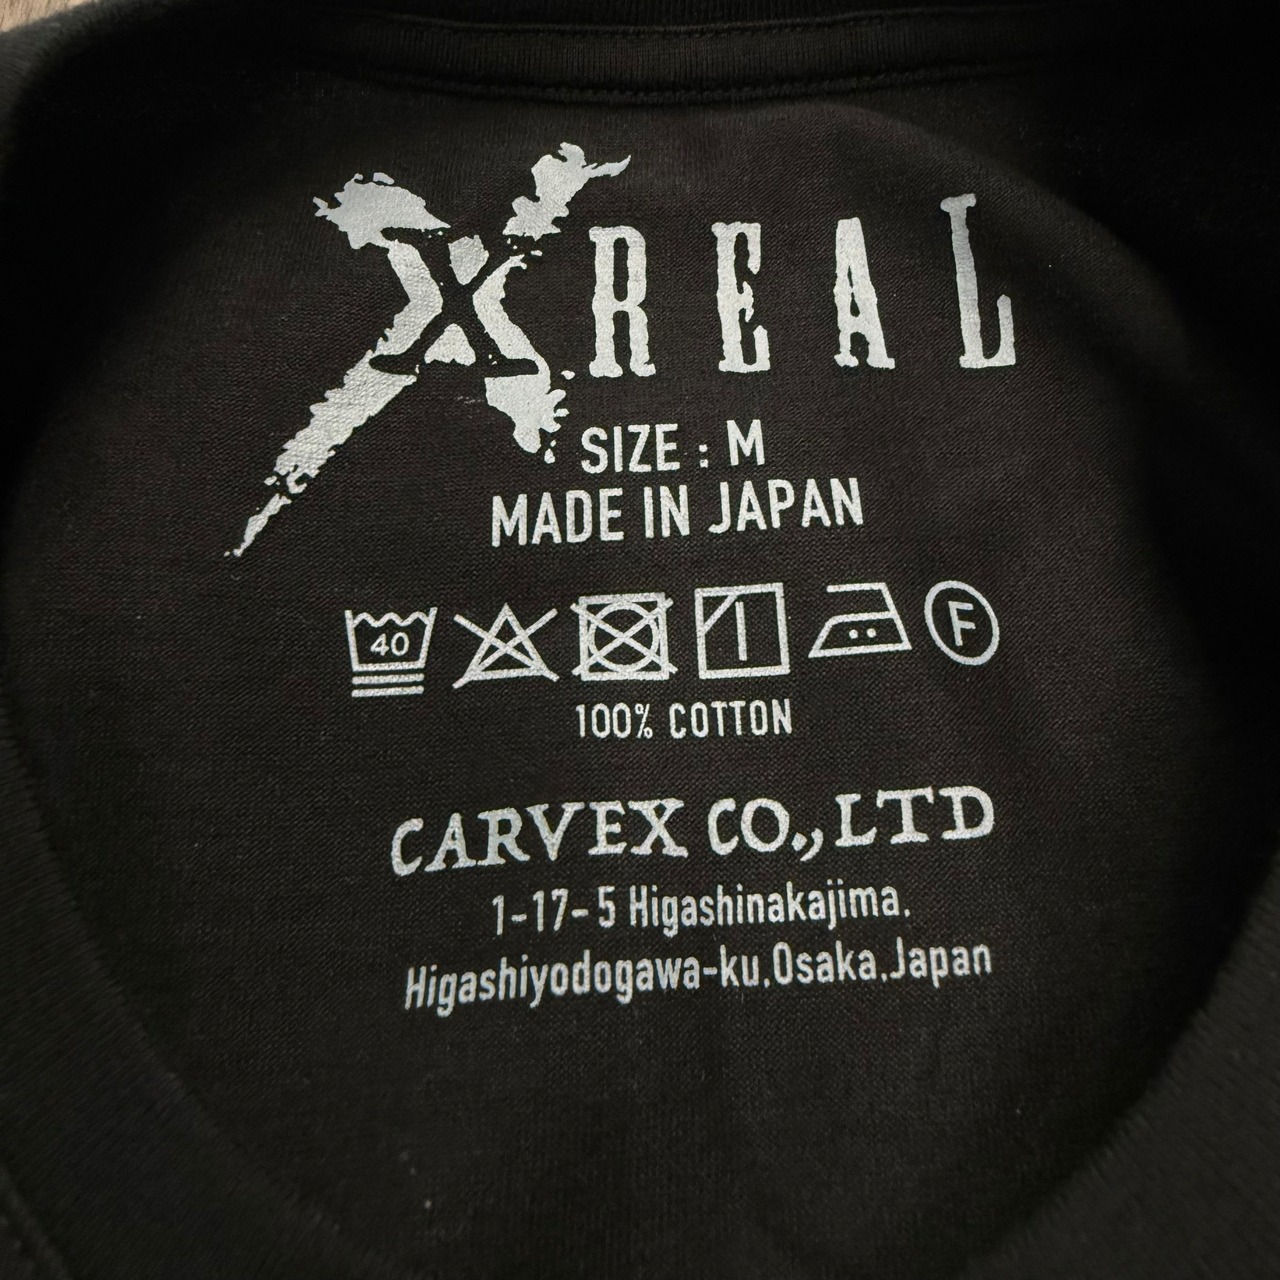 XREAL
SIZE : M
MADE IN JAPAN
40
F
100% COTTON
CARVEX CO.,LTD
1-17-5 Higashinakajima,
Higashiyodogawa-ku,Osaka,Japan